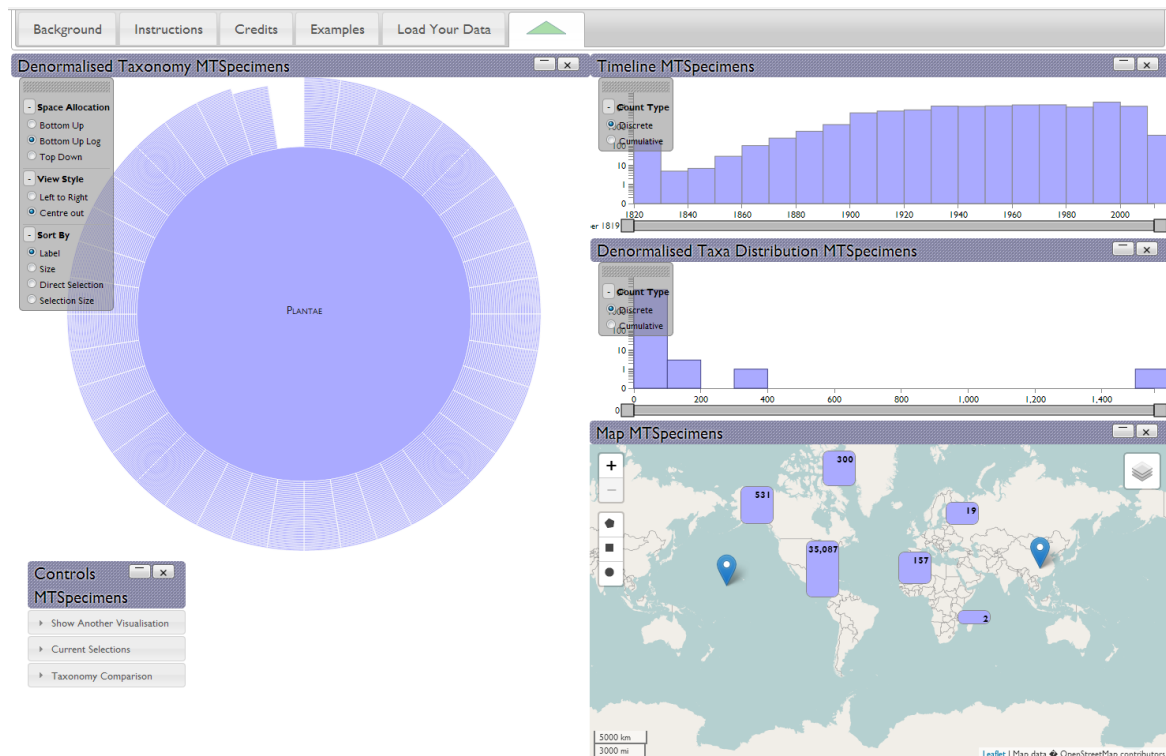 Background Instructions Credits Examples Load Your Data
Denormalised Taxonomy MTSpecimens
- Space Allocation
Bottom Up
Bottom Up Log
Top Down
- View Style
Left to Right
Centre out
- Sort By
Label
Size
Direct Selection
Selection Size
PLANTAE
Controls
MTSpecimens
Show Another Visualisation
Current Selections
Taxonomy Comparison
Timeline MTSpecimens
- Count Type
Discrete
Cumulative
100
10
1
0
1820 1840 1860 1880 1900 1920 1940 1960 1980 2000
er 1819
Denormalised Taxa Distribution MTSpecimens
- Count Type
Discrete
Cumulative
100
10
1
0
0 200 400 600 800 1,000 1,200 1,400
0
Map MTSpecimens
+
−
300
531
19
35,087
157
2
5000 km
3000 mi
Leaflet | Map data � OpenStreetMap contributors